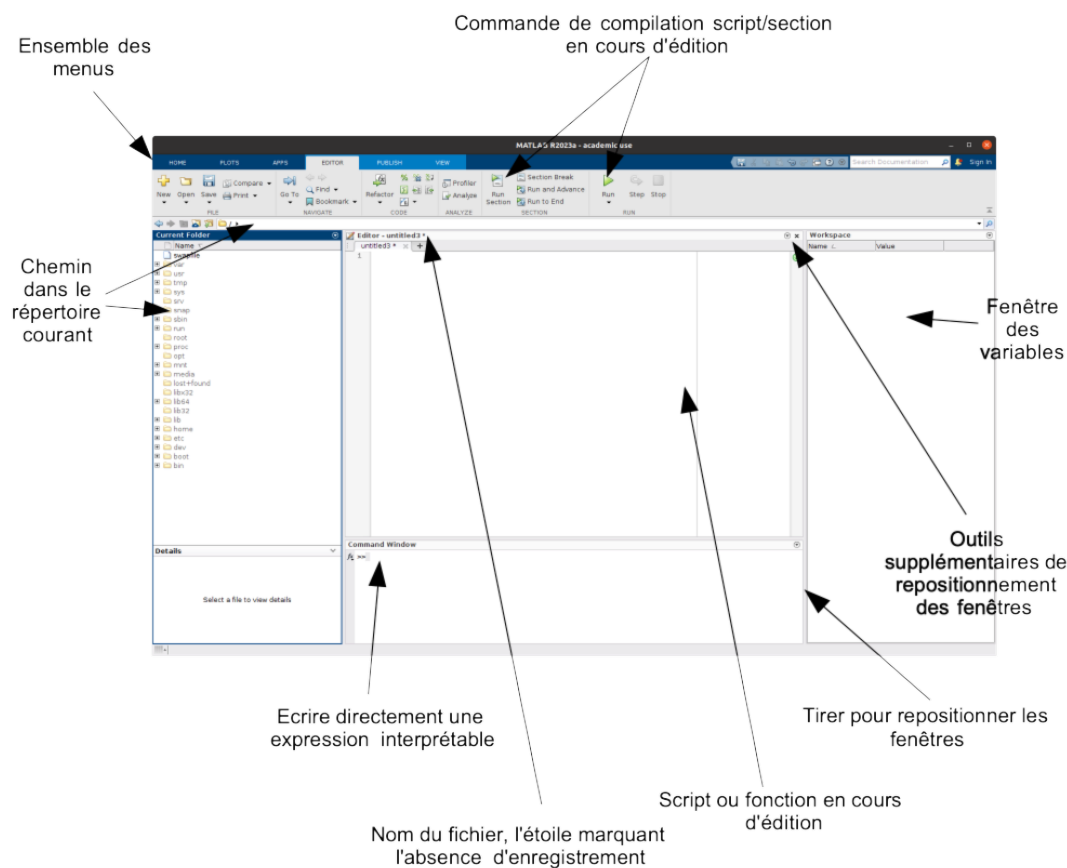 Commande de compilation script/section
en cours d'édition
Ensemble des
menus
MATLAB R2023a - academic use
HOME PLOTS APPS EDITOR PUBLISH VIEW Search Documentation Sign In
New Open Save Compare Print Go To Find Bookmark Refactor Profiler Analyze Run Section Section Break Run and Advance Run to End Run Step Stop
FILE NAVIGATE CODE ANALYZE SECTION RUN
/
Current Folder
Name
swapfile
var
usr
tmp
sys
srv
snap
sbin
run
root
proc
opt
mnt
media
lost+found
libx32
lib64
lib32
lib
home
etc
dev
boot
bin
Details
Select a file to view details
Editor - untitled3 *
untitled3 * × +
1
Command Window
fx >>
Workspace
Name Value
Chemin
dans le
répertoire
courant
Fenêtre
des
variables
Outils
supplémentaires de
repositionnement
des fenêtres
Ecrire directement une
expression interprétable
Tirer pour repositionner les
fenêtres
Script ou fonction en cours
d'édition
Nom du fichier, l'étoile marquant
l'absence d'enregistrement